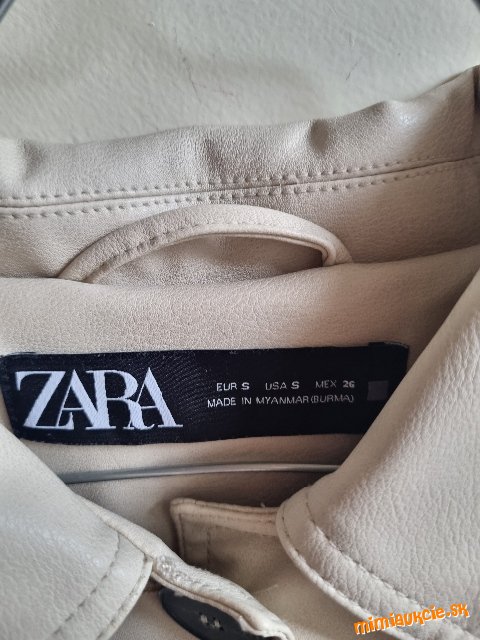 ZARA
EUR S USA S MEX 26
MADE IN MYANMAR (BURMA)
mimiaukcie.sk